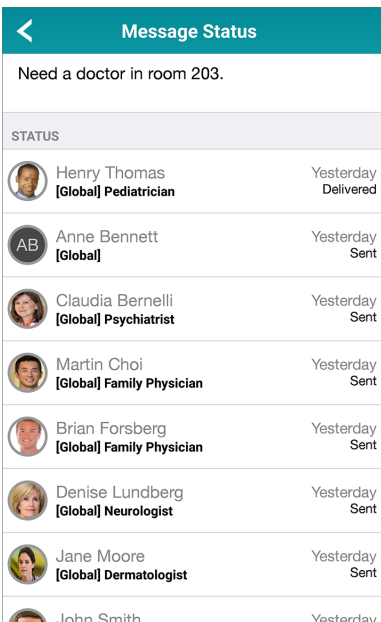 Message Status
Need a doctor in room 203.
STATUS
Henry Thomas Yesterday
[Global] Pediatrician Delivered
AB Anne Bennett Yesterday
[Global] Sent
Claudia Bernelli Yesterday
[Global] Psychiatrist Sent
Martin Choi Yesterday
[Global] Family Physician Sent
Brian Forsberg Yesterday
[Global] Family Physician Sent
Denise Lundberg Yesterday
[Global] Neurologist Sent
Jane Moore Yesterday
[Global] Dermatologist Sent
John Smith Yesterday